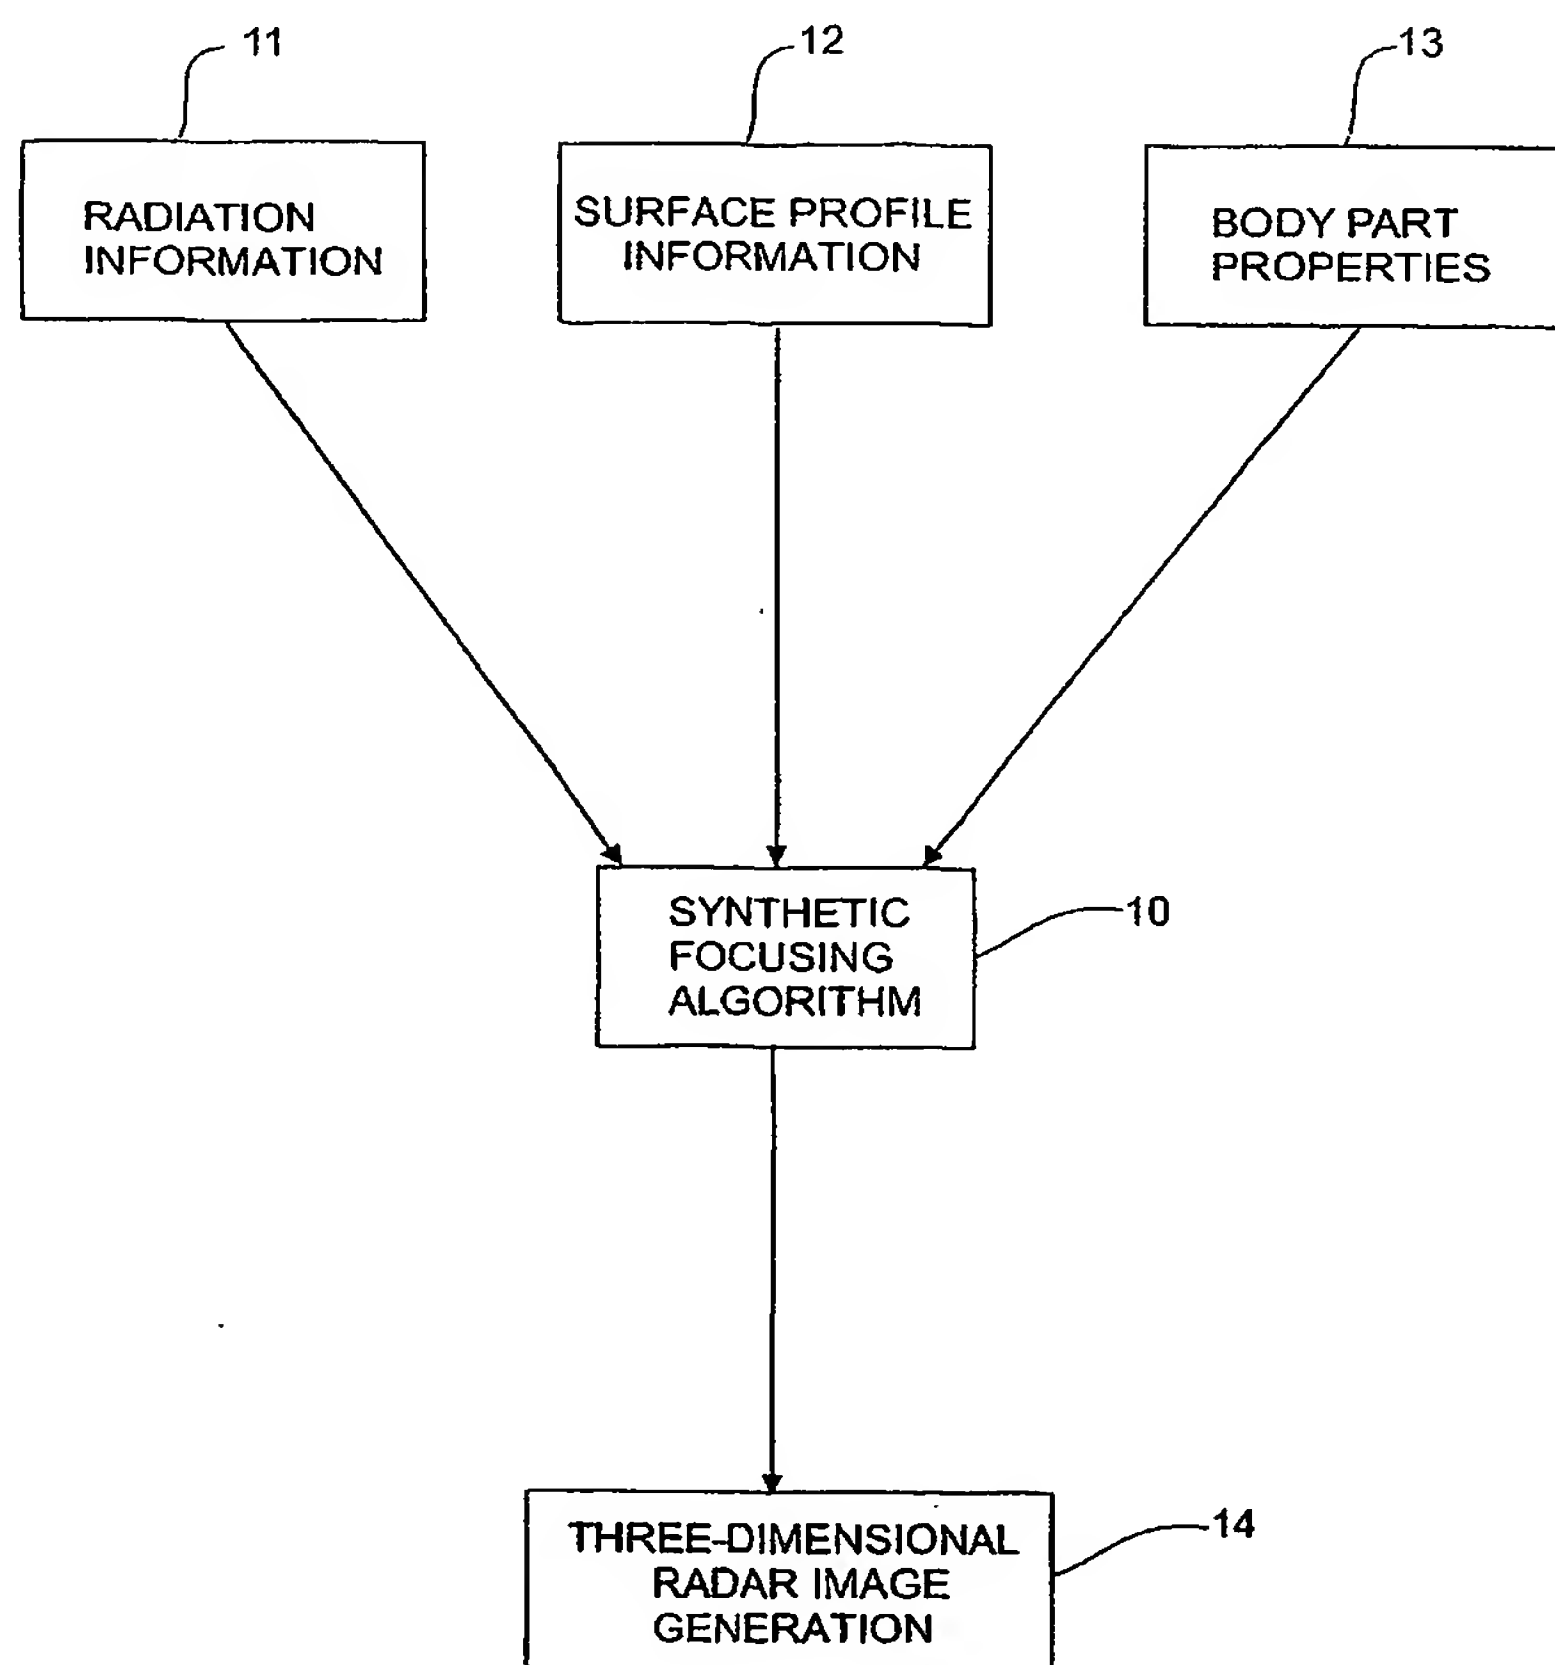 11
12
13
RADIATION
INFORMATION
SURFACE PROFILE
INFORMATION
BODY PART
PROPERTIES
SYNTHETIC
FOCUSING
ALGORITHM
10
THREE-DIMENSIONAL
RADAR IMAGE
GENERATION
14